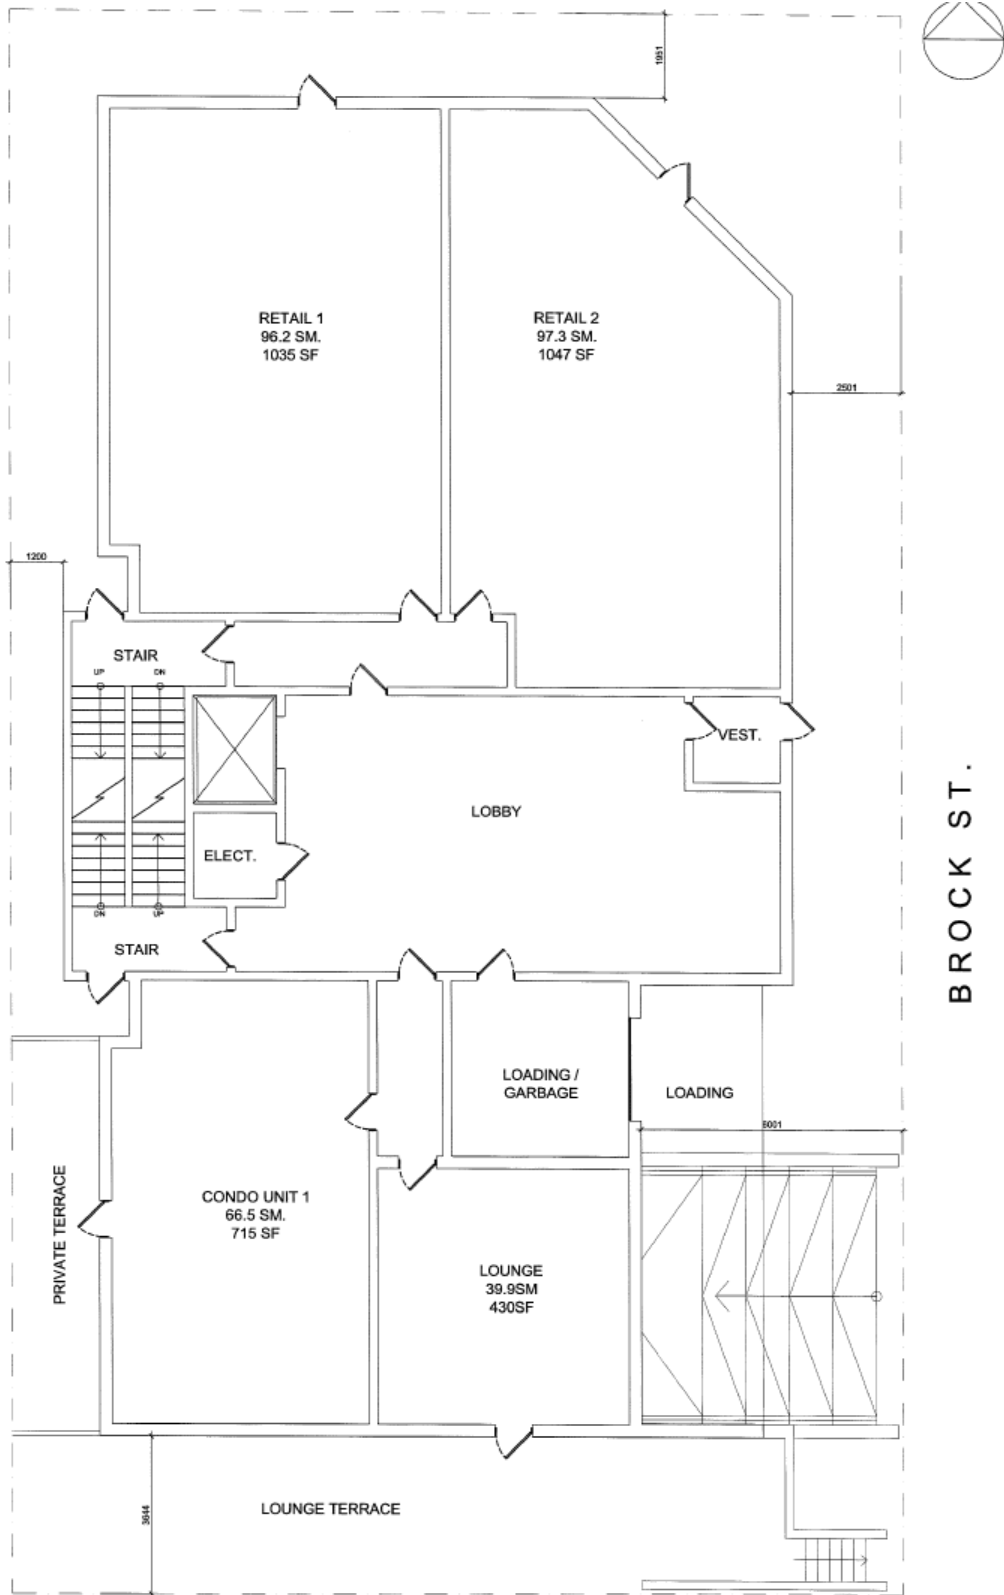 1951
RETAIL 1
96.2 SM.
1035 SF
RETAIL 2
97.3 SM.
1047 SF
2501
1200
STAIR
UP
DN
VEST.
LOBBY
ELECT.
BROCK ST.
DN
UP
STAIR
LOADING /
GARBAGE
LOADING
6001
PRIVATE TERRACE
CONDO UNIT 1
66.5 SM.
715 SF
LOUNGE
39.9SM
430SF
LOUNGE TERRACE
3644